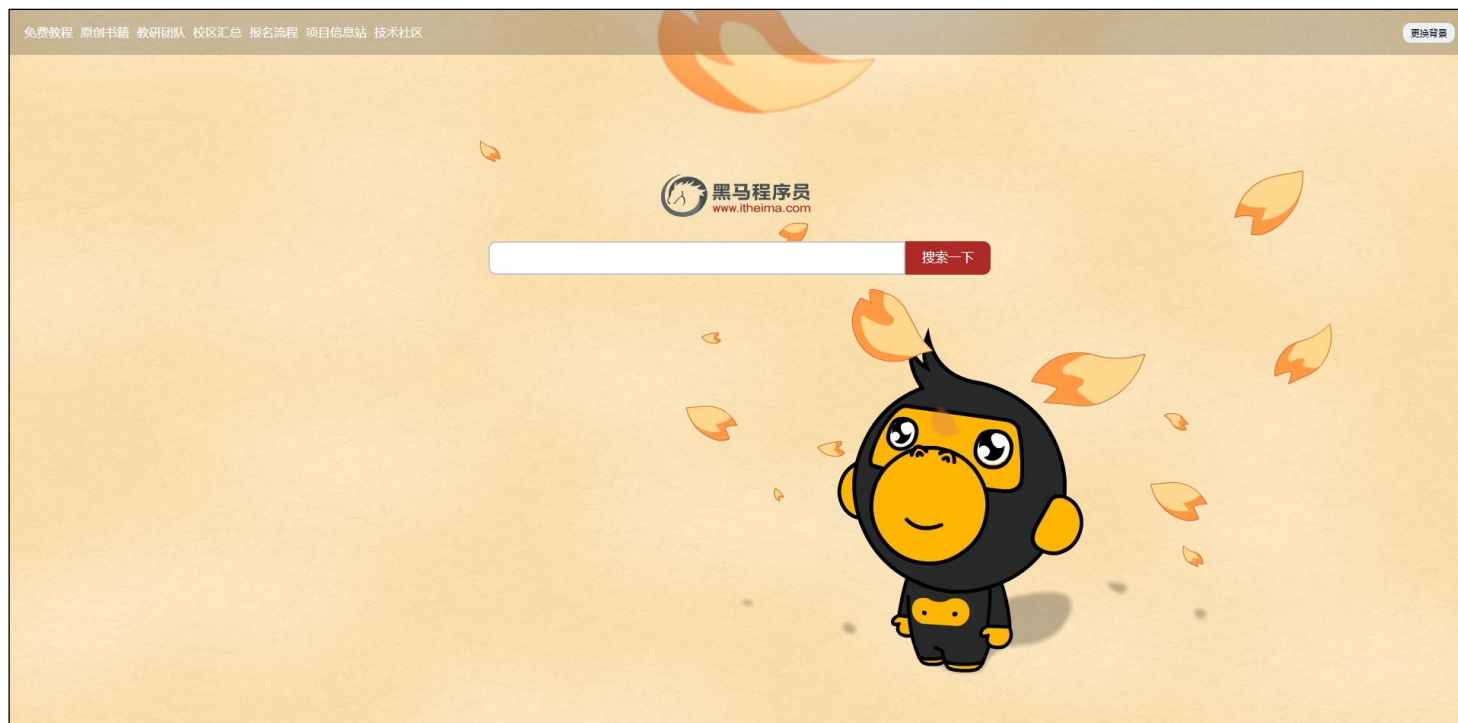 免费教程 原创书籍 教研团队 校区汇总 报名流程 项目信息站 技术社区
更换背景
黑马程序员
www.itheima.com
搜索一下